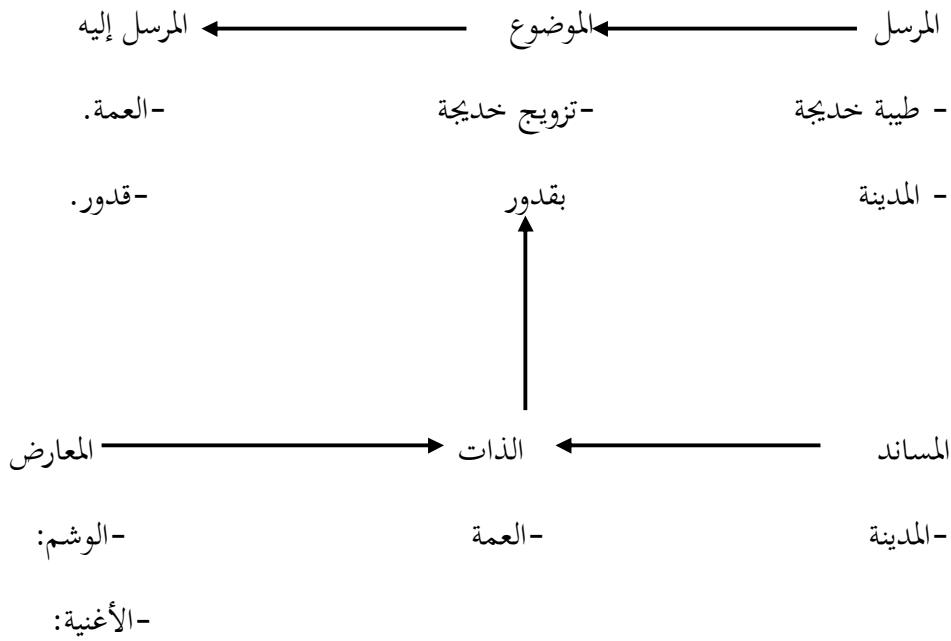 المرسل الموضوع المرسل إليه
- طيبة خديجة -تزويج خديجة -العمة.
- المدينة بقدور -قدور.
المساند الذات المعارض
-المدينة -العمة -الوشم:
-الأغنية: